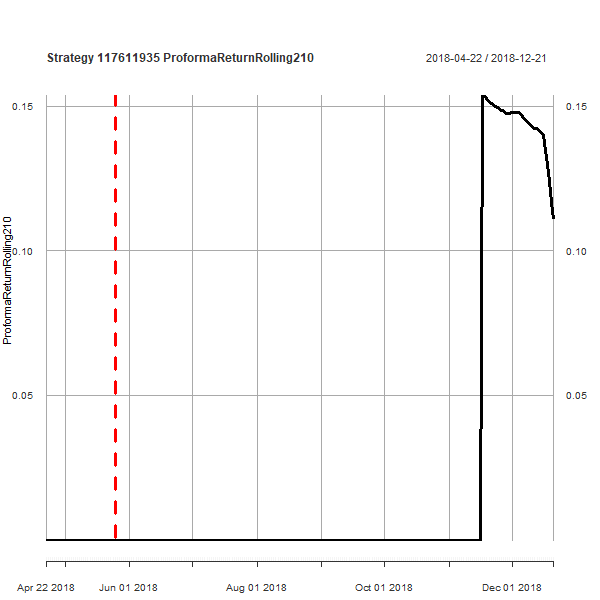 Strategy 117611935 ProformaReturnRolling210
2018-04-22 / 2018-12-21
0.15
0.15
0.10
0.10
0.05
0.05
ProformaReturnRolling210
Apr 22 2018
Jun 01 2018
Aug 01 2018
Oct 01 2018
Dec 01 2018